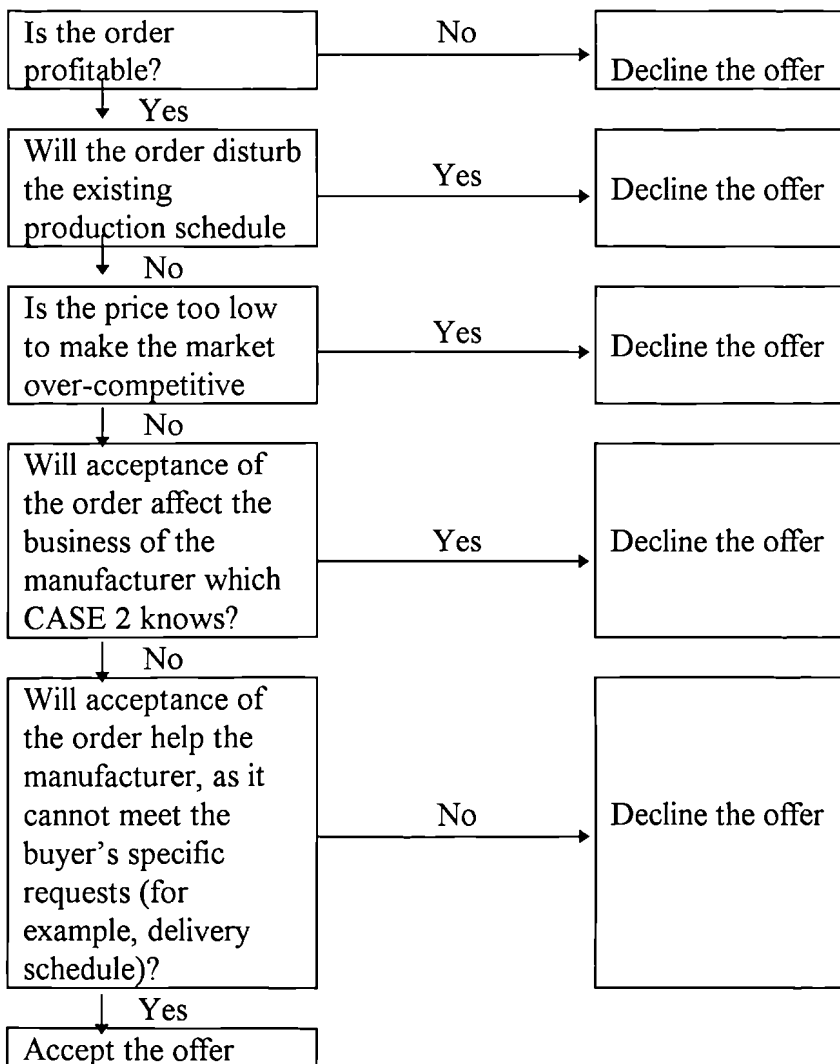 Is the order
profitable?
No
Decline the offer
Yes
Will the order disturb
the existing
production schedule
Yes
Decline the offer
No
Is the price too low
to make the market
over-competitive
Yes
Decline the offer
No
Will acceptance of
the order affect the
business of the
manufacturer which
CASE 2 knows?
Yes
Decline the offer
No
Will acceptance of
the order help the
manufacturer, as it
cannot meet the
buyer's specific
requests (for
example, delivery
schedule)?
No
Decline the offer
Yes
Accept the offer